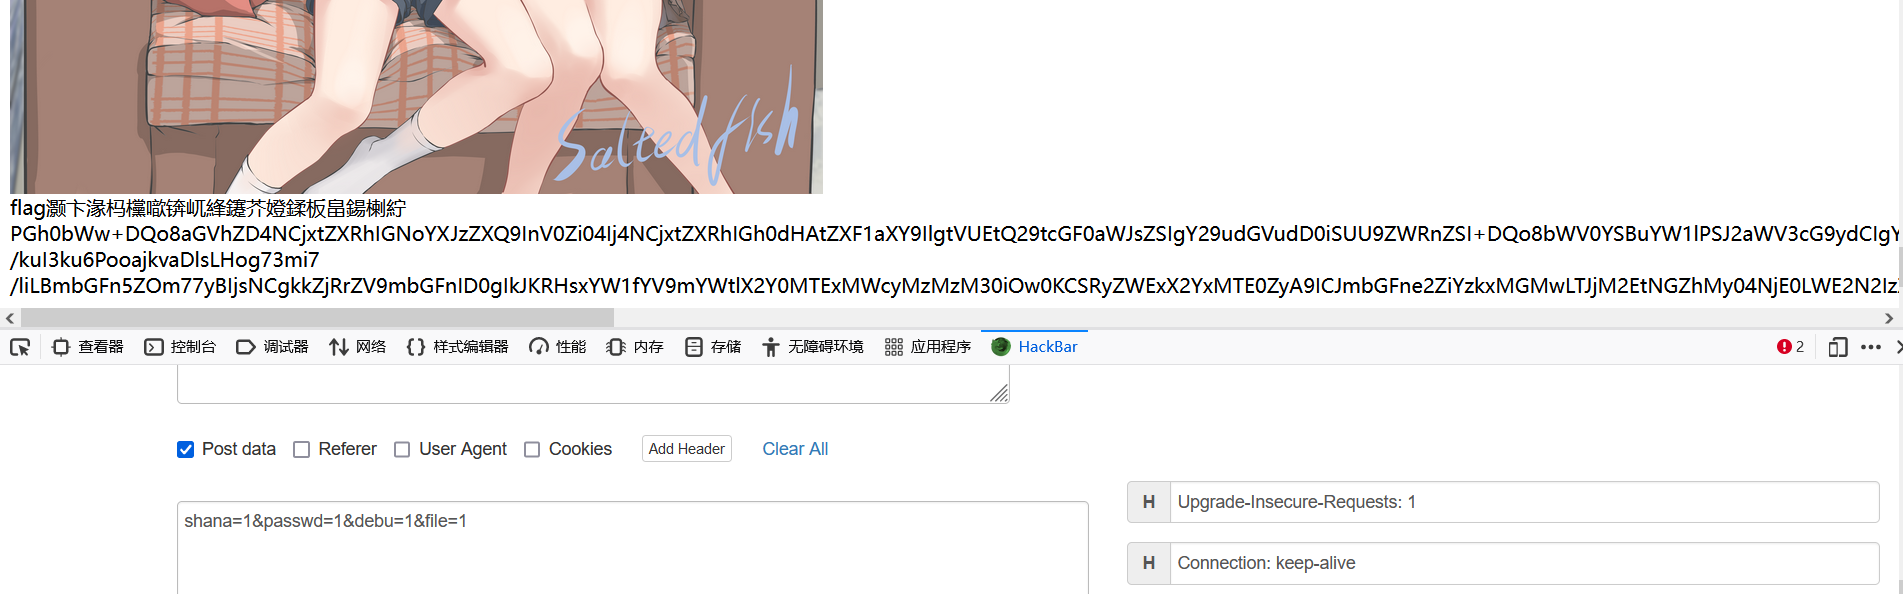 Salted fish
flag灏卞湪杩欓噷锛屼綘鑳芥嬁鍒板畠鍚楋紵
PGh0bWw+DQo8aGVhZD4NCjxtZXRhIGNoYXJzZXQ9InV0Zi04Ij4NCjxtZXRhIGh0dHAtZXF1aXY9IlgtVUEtQ29tcGF0aWJsZSIgY29udGVudD0iSUU9ZWRnZSI+DQo8bWV0YSBuYW1lPSJ2aWV3cG9ydCIgY
/kuI3ku6PooajkvaDlsLHog73mi7
/liLBmbGFn5ZOm77yBIjsNCgkkZjRrZV9mbGFnID0gIkJKRHsxYW1fYV9mYWtlX2Y0MTExMWcyMzMzM30iOw0KCSRyZWExX2YxMTE0ZyA9ICJmbGFne2ZiYzkxMGMwLTJjM2EtNGZhMy04NjE0LWE2N2Iz
查看器 控制台 调试器 网络 样式编辑器 性能 内存 存储 无障碍环境 应用程序 HackBar 2
Post data Referer User Agent Cookies Add Header Clear All
H Upgrade-Insecure-Requests: 1
shana=1&passwd=1&debu=1&file=1
H Connection: keep-alive